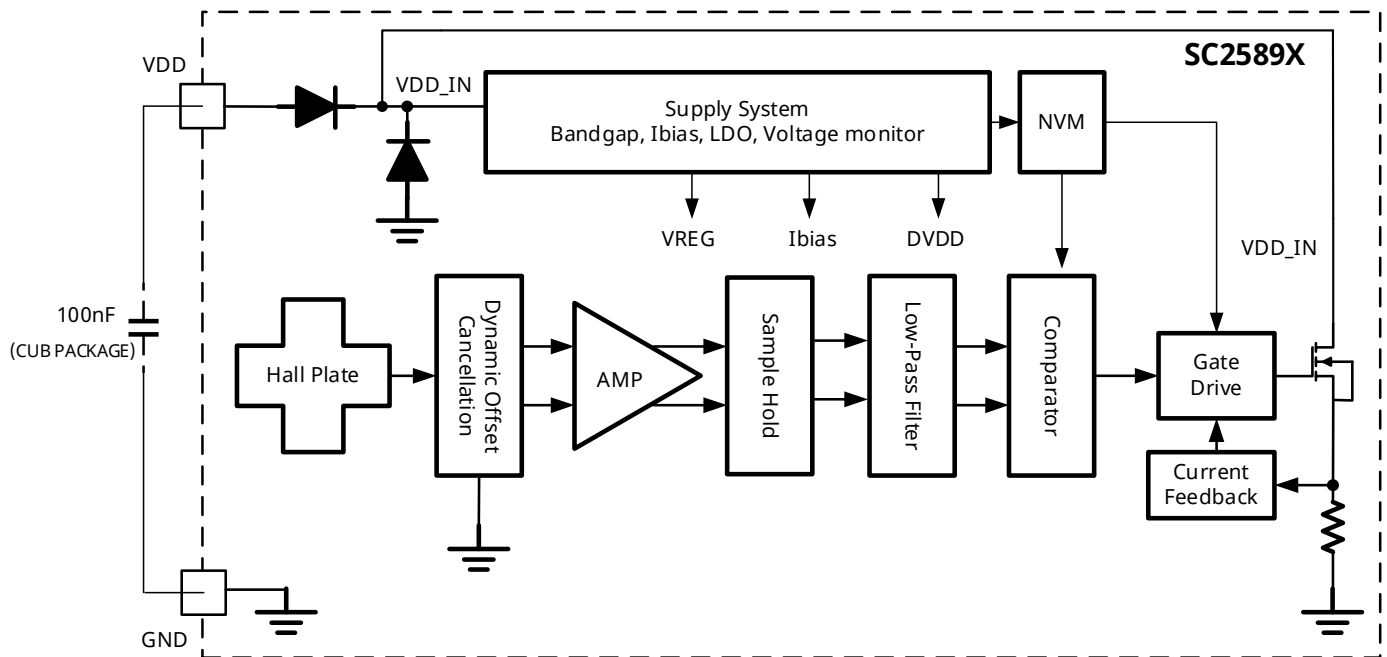 SC2589X
VDD
VDD_IN
Supply System
Bandgap, Ibias, LDO, Voltage monitor
NVM
VREG
Ibias
DVDD
VDD_IN
100nF
(CUB PACKAGE)
Hall Plate
Dynamic Offset
Cancellation
AMP
Sample Hold
Low-Pass Filter
Comparator
Gate
Drive
Current
Feedback
GND